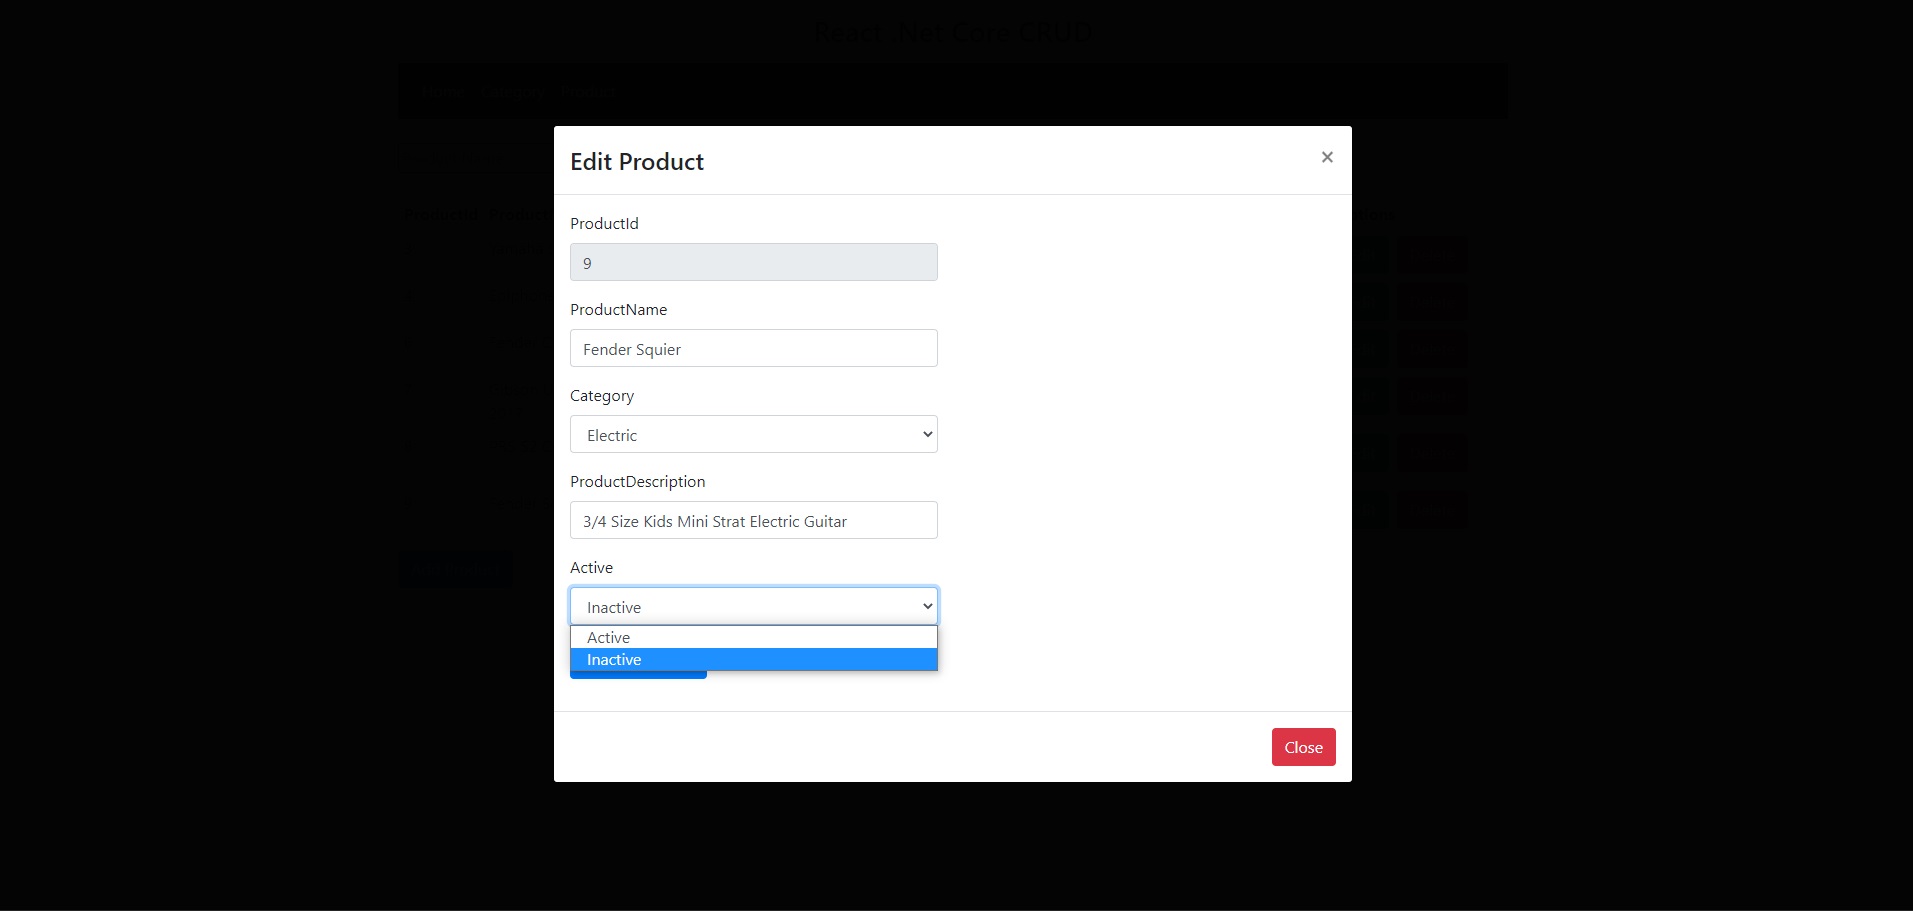 React .Net Core CRUD
Home Category Product
Edit Product
×
ProductId
9
ProductName
Fender Squier
Category
Electric
ProductDescription
3/4 Size Kids Mini Strat Electric Guitar
Active
Inactive
Active
Inactive
Close